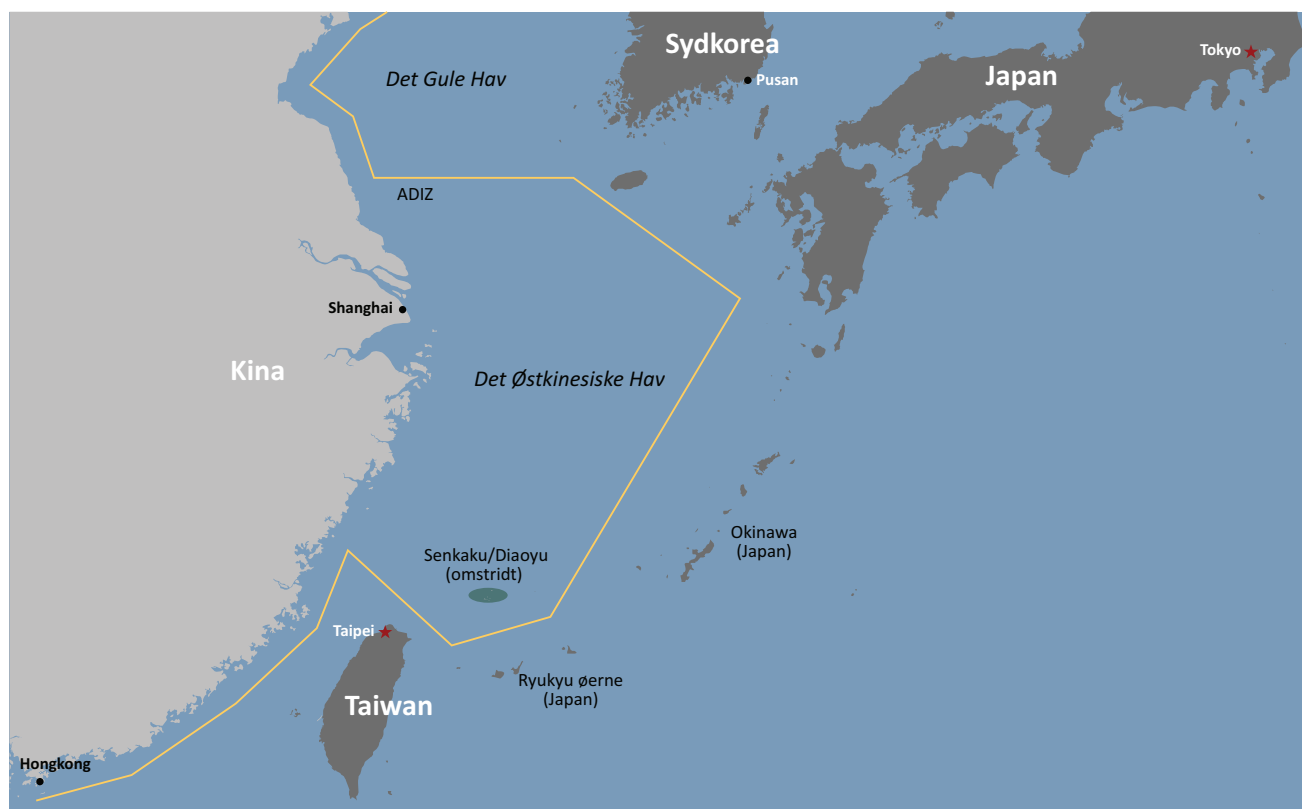 Sydkorea
Tokyo
Det Gule Hav
Pusan
Japan
ADIZ
Shanghai
Kina
Det Østkinesiske Hav
Okinawa
(Japan)
Senkaku/Diaoyu
(omstridt)
Taipei
Ryukyu øerne
(Japan)
Taiwan
Hongkong